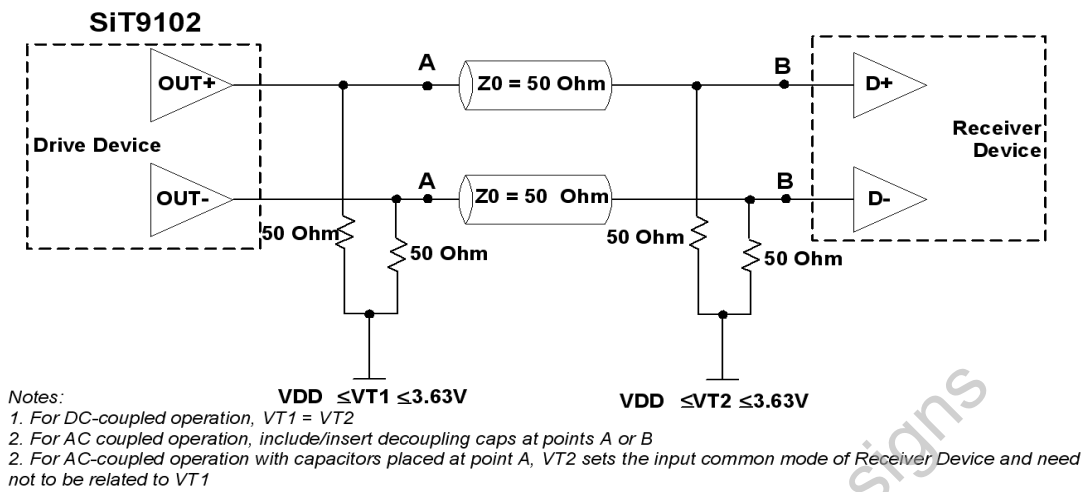 SiT9102
OUT+
A
Z0 = 50 Ohm
B
D+
Drive Device
Receiver
Device
OUT-
A
Z0 = 50 Ohm
B
D-
50 Ohm
50 Ohm
50 Ohm
50 Ohm
VDD ≤VT1 ≤3.63V
VDD ≤VT2 ≤3.63V
Notes:
1. For DC-coupled operation, VT1 = VT2
2. For AC coupled operation, include/insert decoupling caps at points A or B
2. For AC-coupled operation with capacitors placed at point A, VT2 sets the input common mode of Receiver Device and need
not to be related to VT1
signs